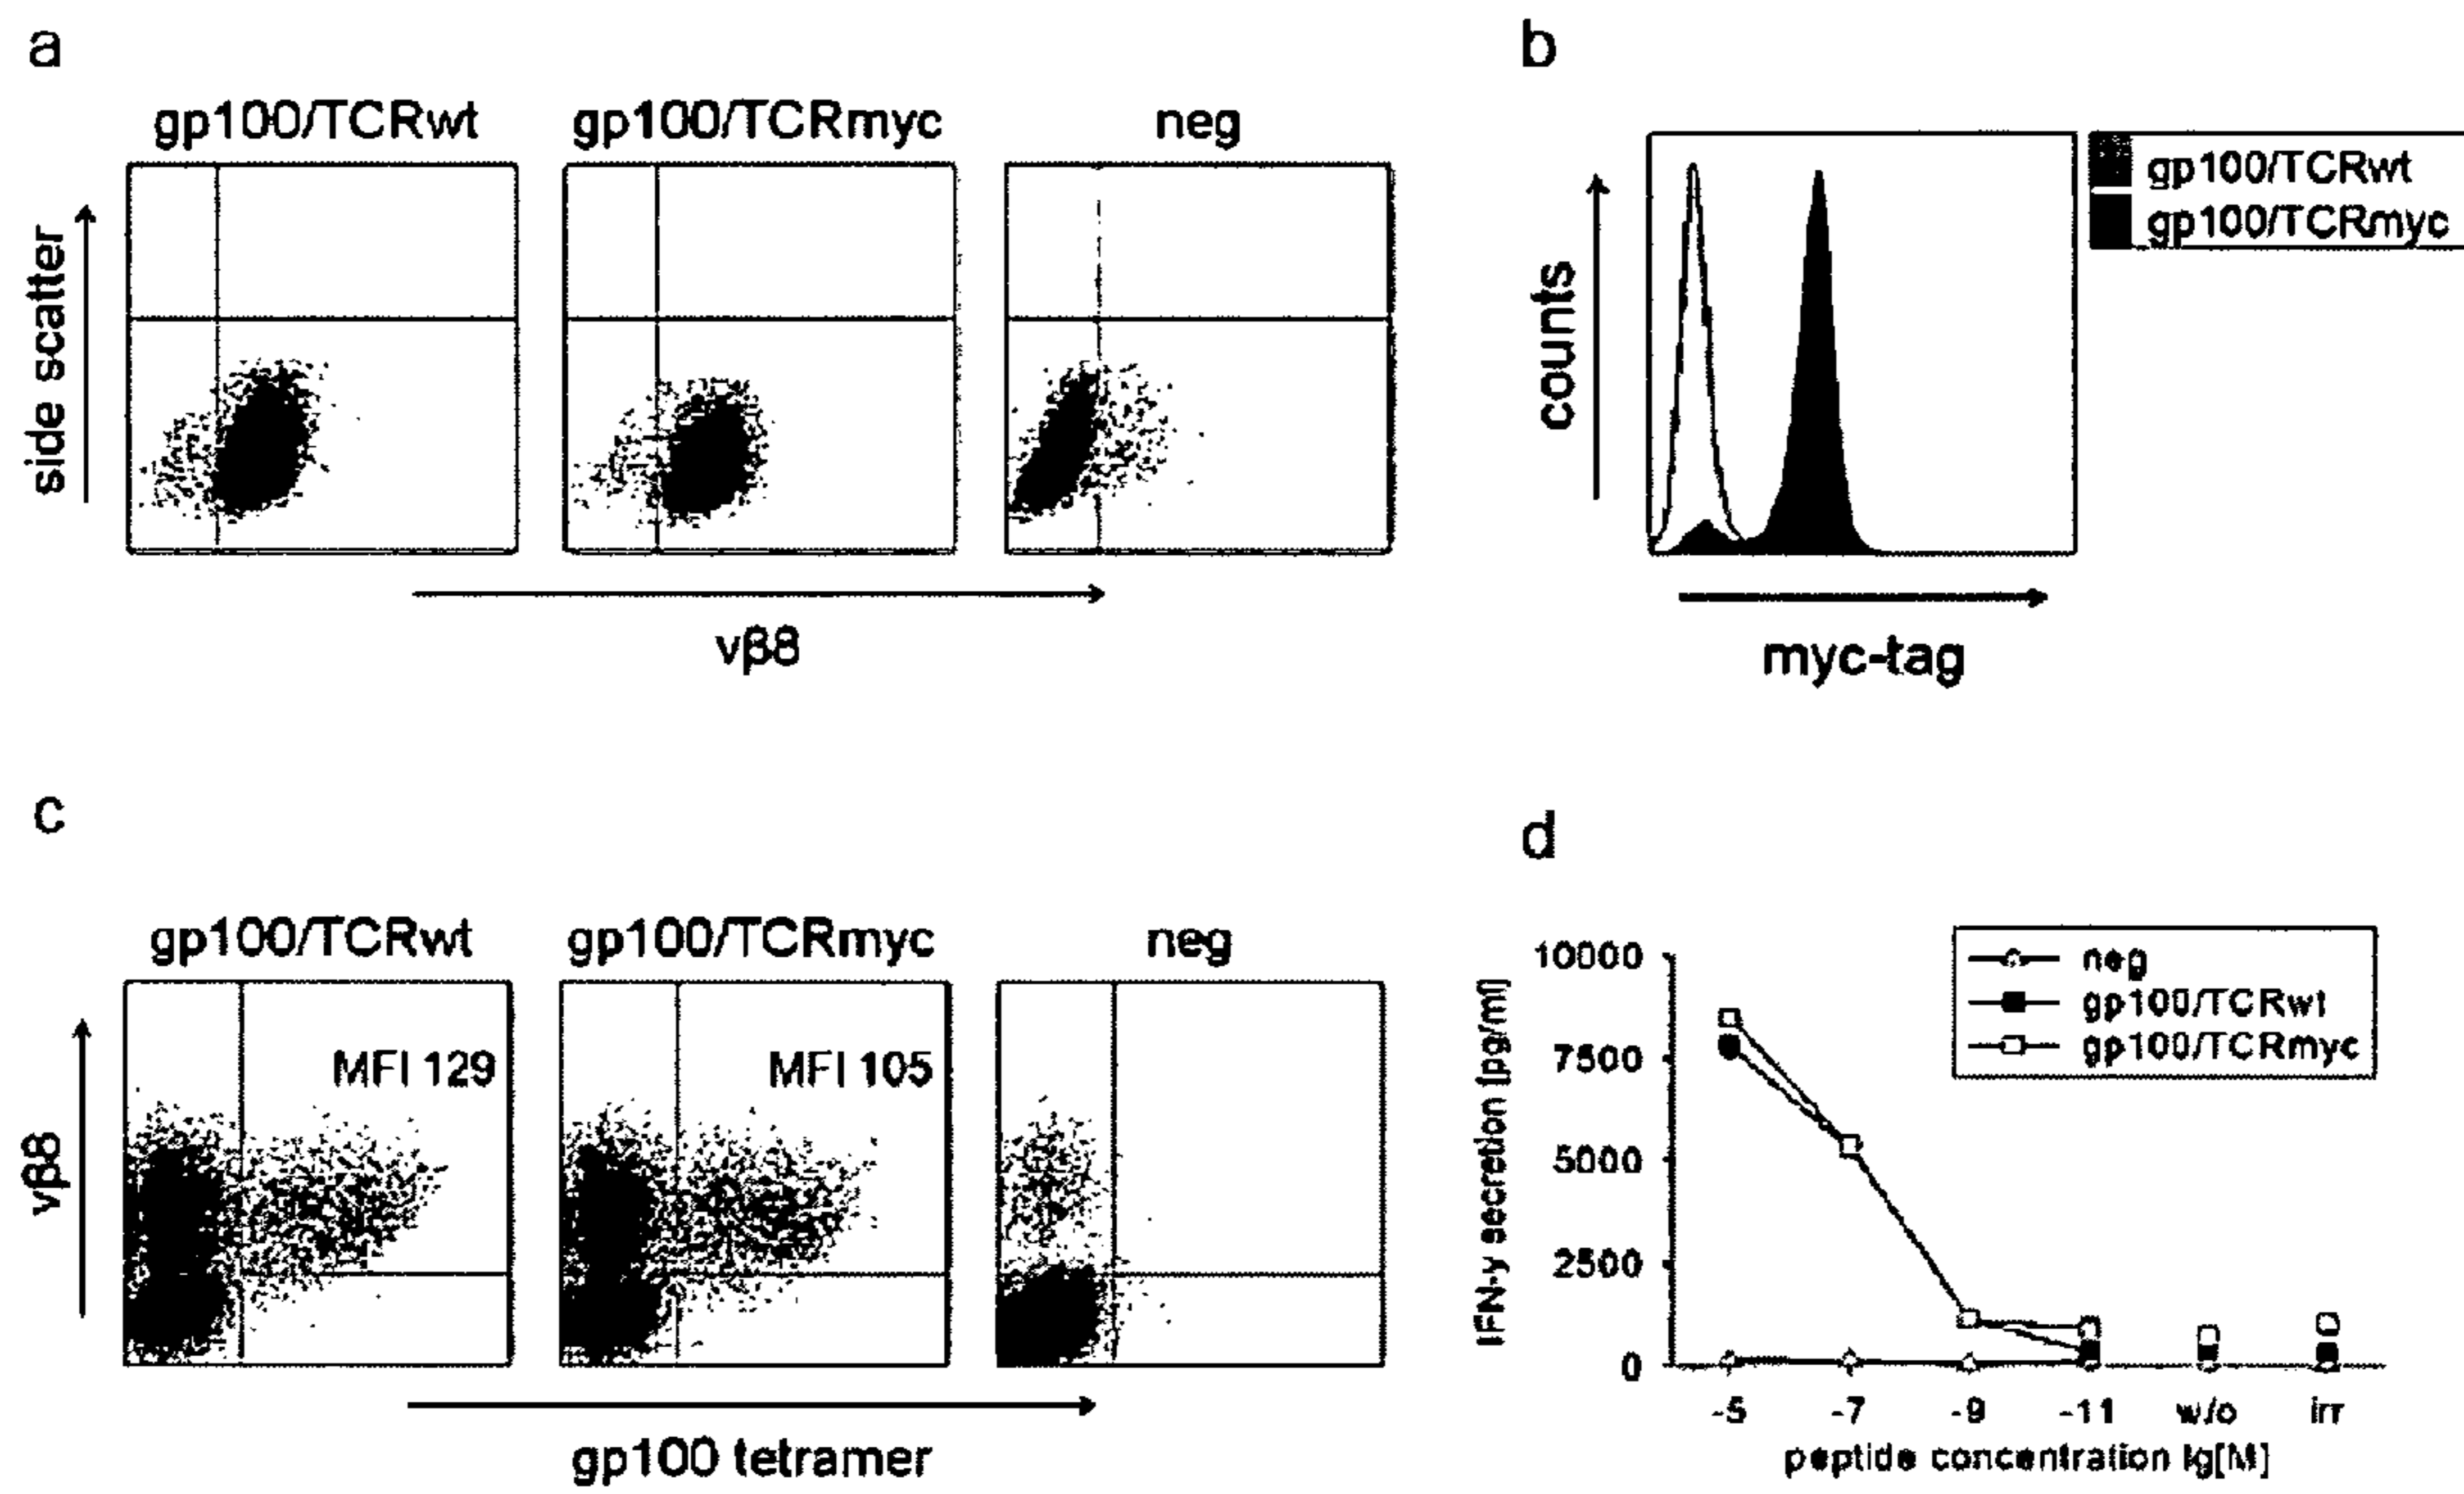 a
gp100/TCRwt
gp100/TCRmyc
neg
side scatter
vβ8
b
gp100/TCRwt
gp100/TCRmyc
counts
myc-tag
c
gp100/TCRwt
gp100/TCRmyc
neg
MFI 129
MFI 105
vβ8
gp100 tetramer
d
neg
gp100/TCRwt
gp100/TCRmyc
IFN-γ secretion [pg/ml]
10000
7500
5000
2500
0
-5 -7 -9 -11 w/o irr
peptide concentration lg[M]